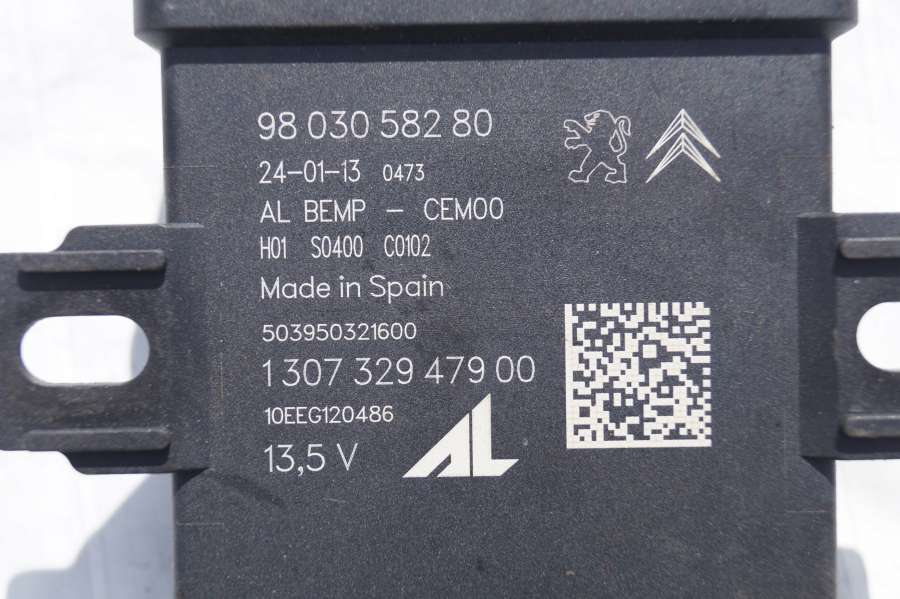 98 030 582 80
24-01-13 0473
AL BEMP - CEM00
H01 S0400 C0102
Made in Spain
503950321600
1 307 329 479 00
10EEG120486
13,5 V
AL